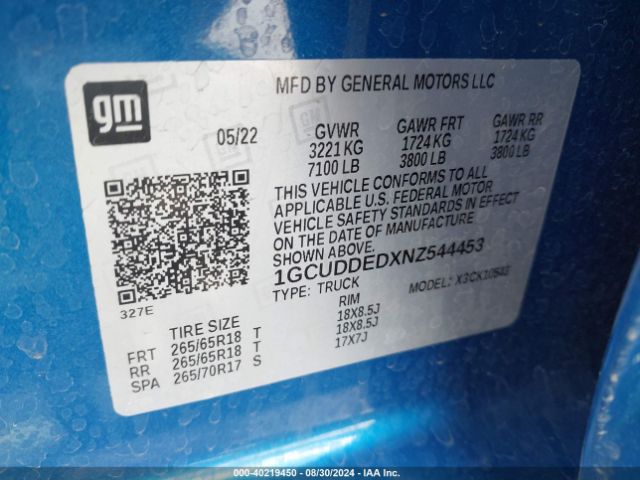 MFD BY GENERAL MOTORS LLC
gm
05/22 GVWR GAWR FRT GAWR RR
3221 KG 1724 KG 1724 KG
7100 LB 3800 LB 3800 LB
THIS VEHICLE CONFORMS TO ALL
APPLICABLE U.S. FEDERAL MOTOR
VEHICLE SAFETY STANDARDS IN EFFECT
ON THE DATE OF MANUFACTURE
SHOWN ABOVE.
1GCUDDEDXNZ544453
TYPE: TRUCK MODEL:
327E
TIRE SIZE RIM
FRT 265/65R18 T 18X8.5J
RR 265/65R18 T 18X8.5J
SPA 265/70R17 S 17X7J
000-40219450 - 08/30/2024 - IAA Inc.